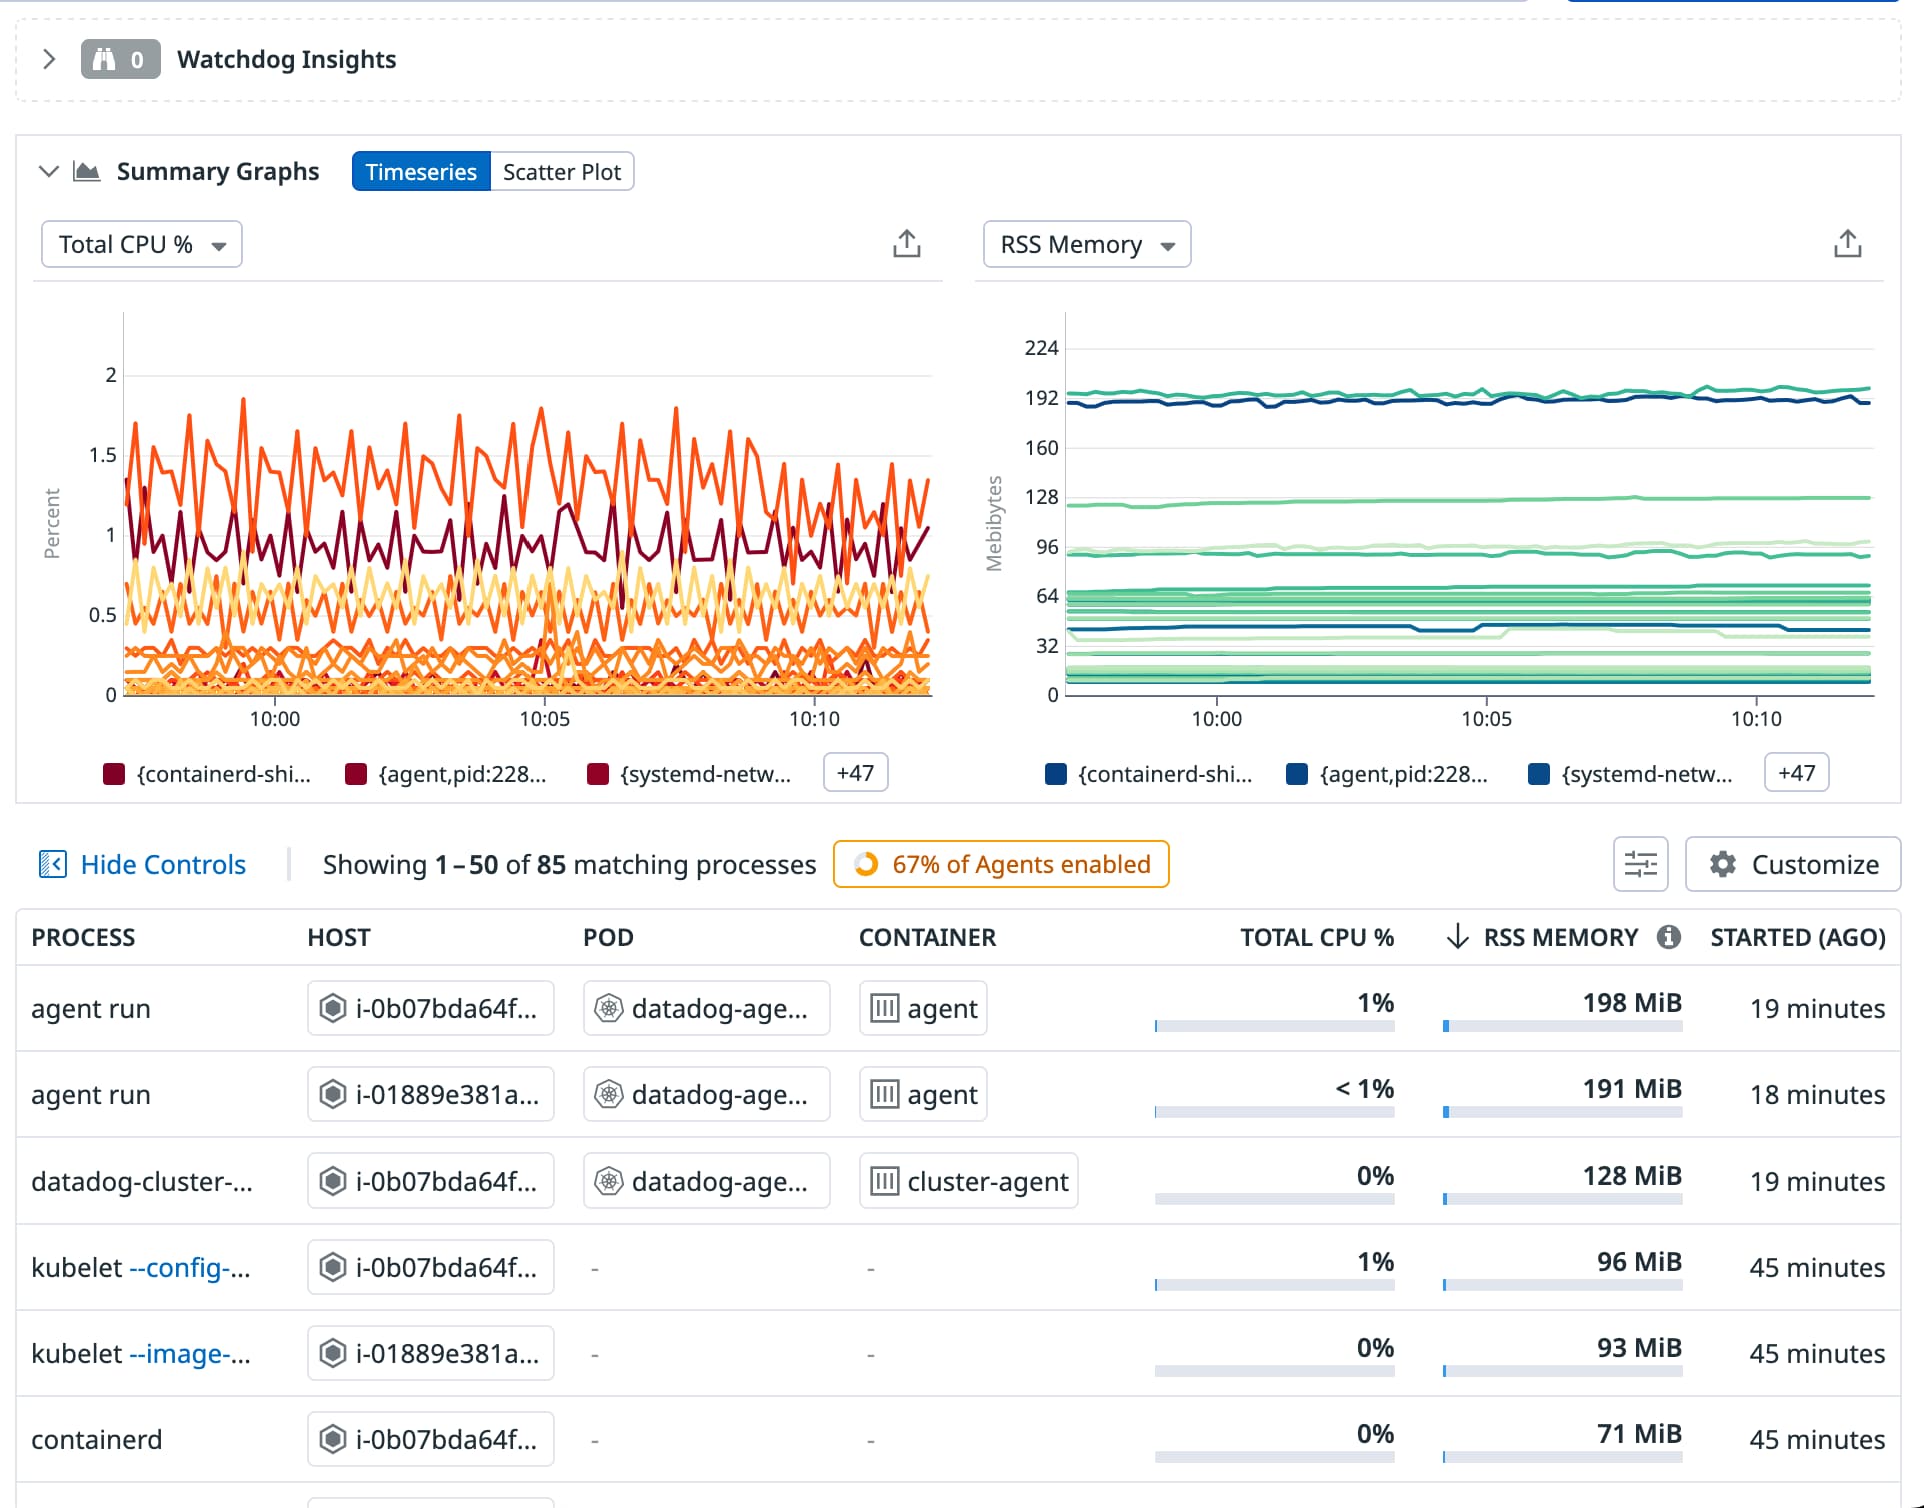 0 Watchdog Insights
Summary Graphs Timeseries Scatter Plot
Total CPU %
Percent
2
1.5
1
0.5
0
10:00 10:05 10:10
{containerd-shi... {agent,pid:228... {systemd-netw... +47
RSS Memory
Mebibytes
224
192
160
128
96
64
32
0
10:00 10:05 10:10
{containerd-shi... {agent,pid:228... {systemd-netw... +47
Hide Controls Showing 1–50 of 85 matching processes 67% of Agents enabled Customize
PROCESS HOST POD CONTAINER TOTAL CPU % RSS MEMORY STARTED (AGO)
agent run i-0b07bda64f... datadog-age... agent 1% 198 MiB 19 minutes
agent run i-01889e381a... datadog-age... agent < 1% 191 MiB 18 minutes
datadog-cluster-... i-0b07bda64f... datadog-age... cluster-agent 0% 128 MiB 19 minutes
kubelet --config-... i-0b07bda64f... - - 1% 96 MiB 45 minutes
kubelet --image-... i-01889e381a... - - 0% 93 MiB 45 minutes
containerd i-0b07bda64f... - - 0% 71 MiB 45 minutes